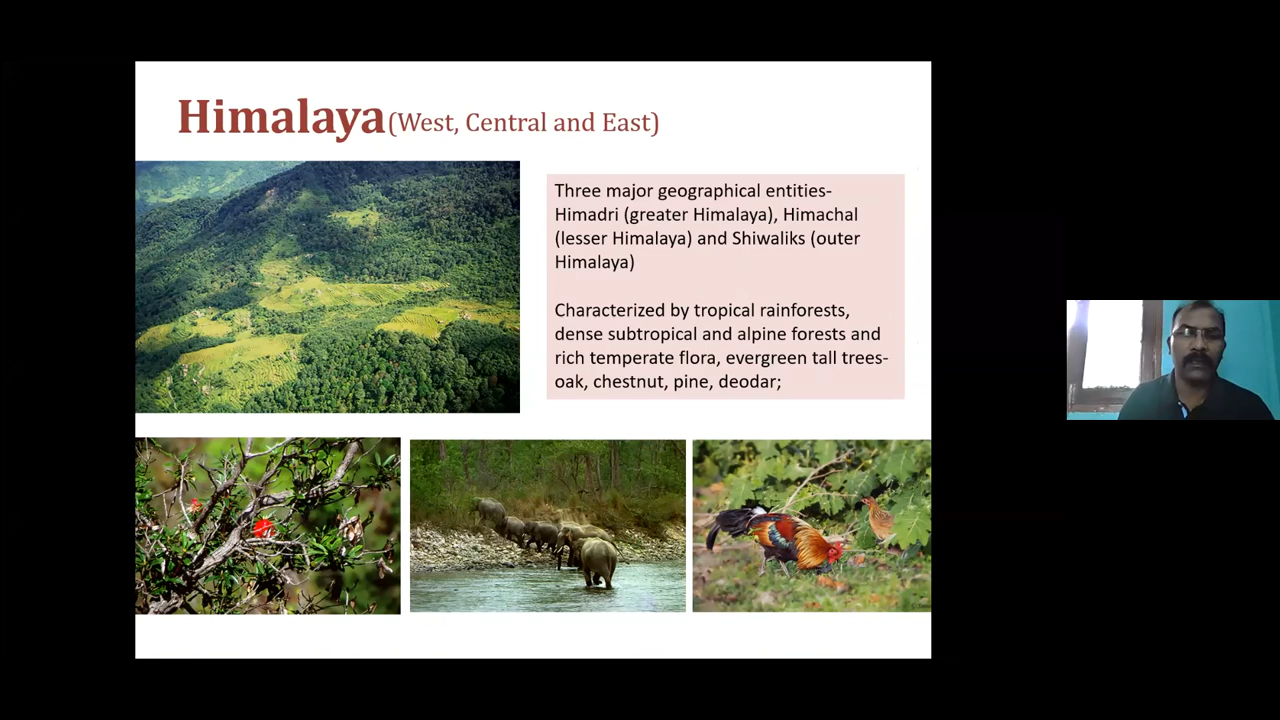 Himalaya (West, Central and East)
Three major geographical entities-
Himadri (greater Himalaya), Himachal
(lesser Himalaya) and Shiwaliks (outer
Himalaya)
Characterized by tropical rainforests,
dense subtropical and alpine forests and
rich temperate flora, evergreen tall trees-
oak, chestnut, pine, deodar;